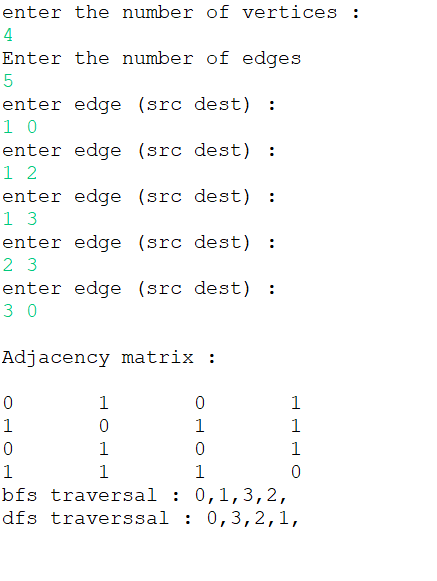 enter the number of vertices :
4
Enter the number of edges
5
enter edge (src dest) :
1 0
enter edge (src dest) :
1 2
enter edge (src dest) :
1 3
enter edge (src dest) :
2 3
enter edge (src dest) :
3 0
Adjacency matrix :
0 1 0 1
1 0 1 1
0 1 0 1
1 1 1 0
bfs traversal : 0,1,3,2,
dfs traverssal : 0,3,2,1,